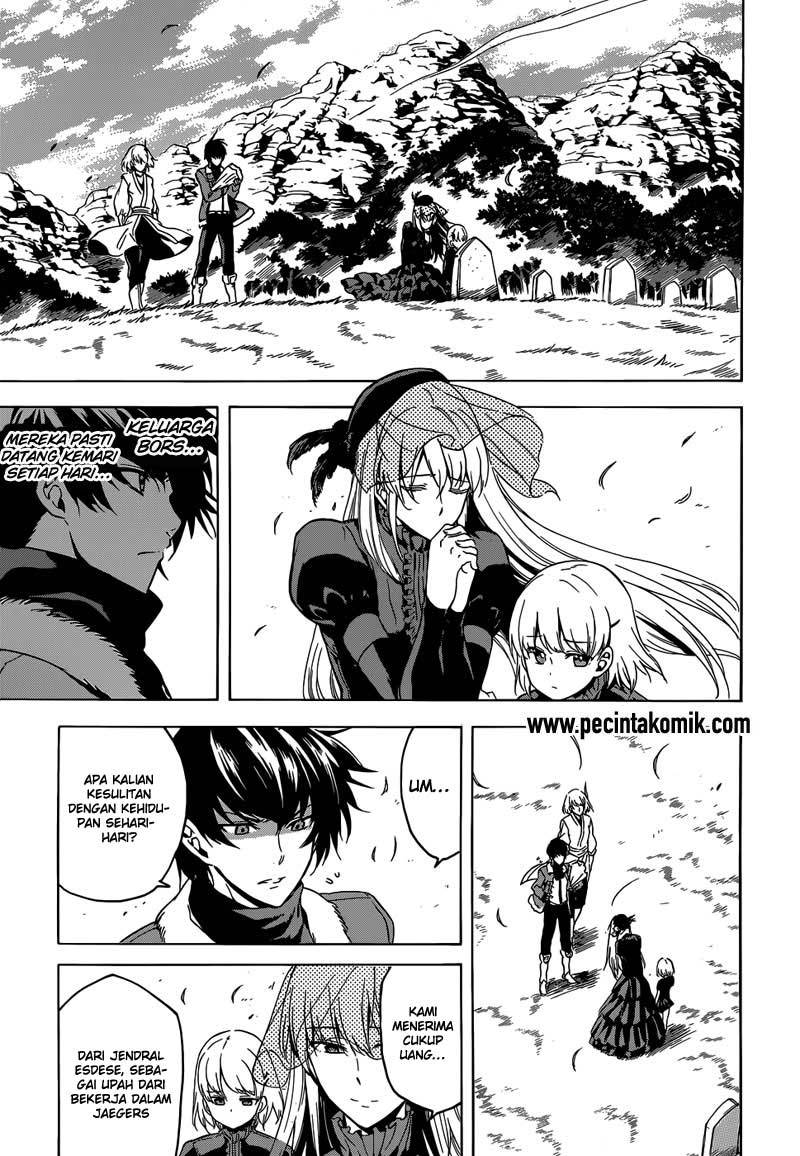 KELUARGA
BORS...
MEREKA PASTI
DATANG KEMARI
SETIAP HARI...
www.pecintakomik.com
UM...
APA KALIAN
KESULITAN
DENGAN KEHIDU-
PAN SEHARI-
HARI?
KAMI
MENERIMA
CUKUP
UANG...
DARI JENDRAL
ESDESE, SEBA-
GAI UPAH DARI
BEKERJA DALAM
JAEGERS